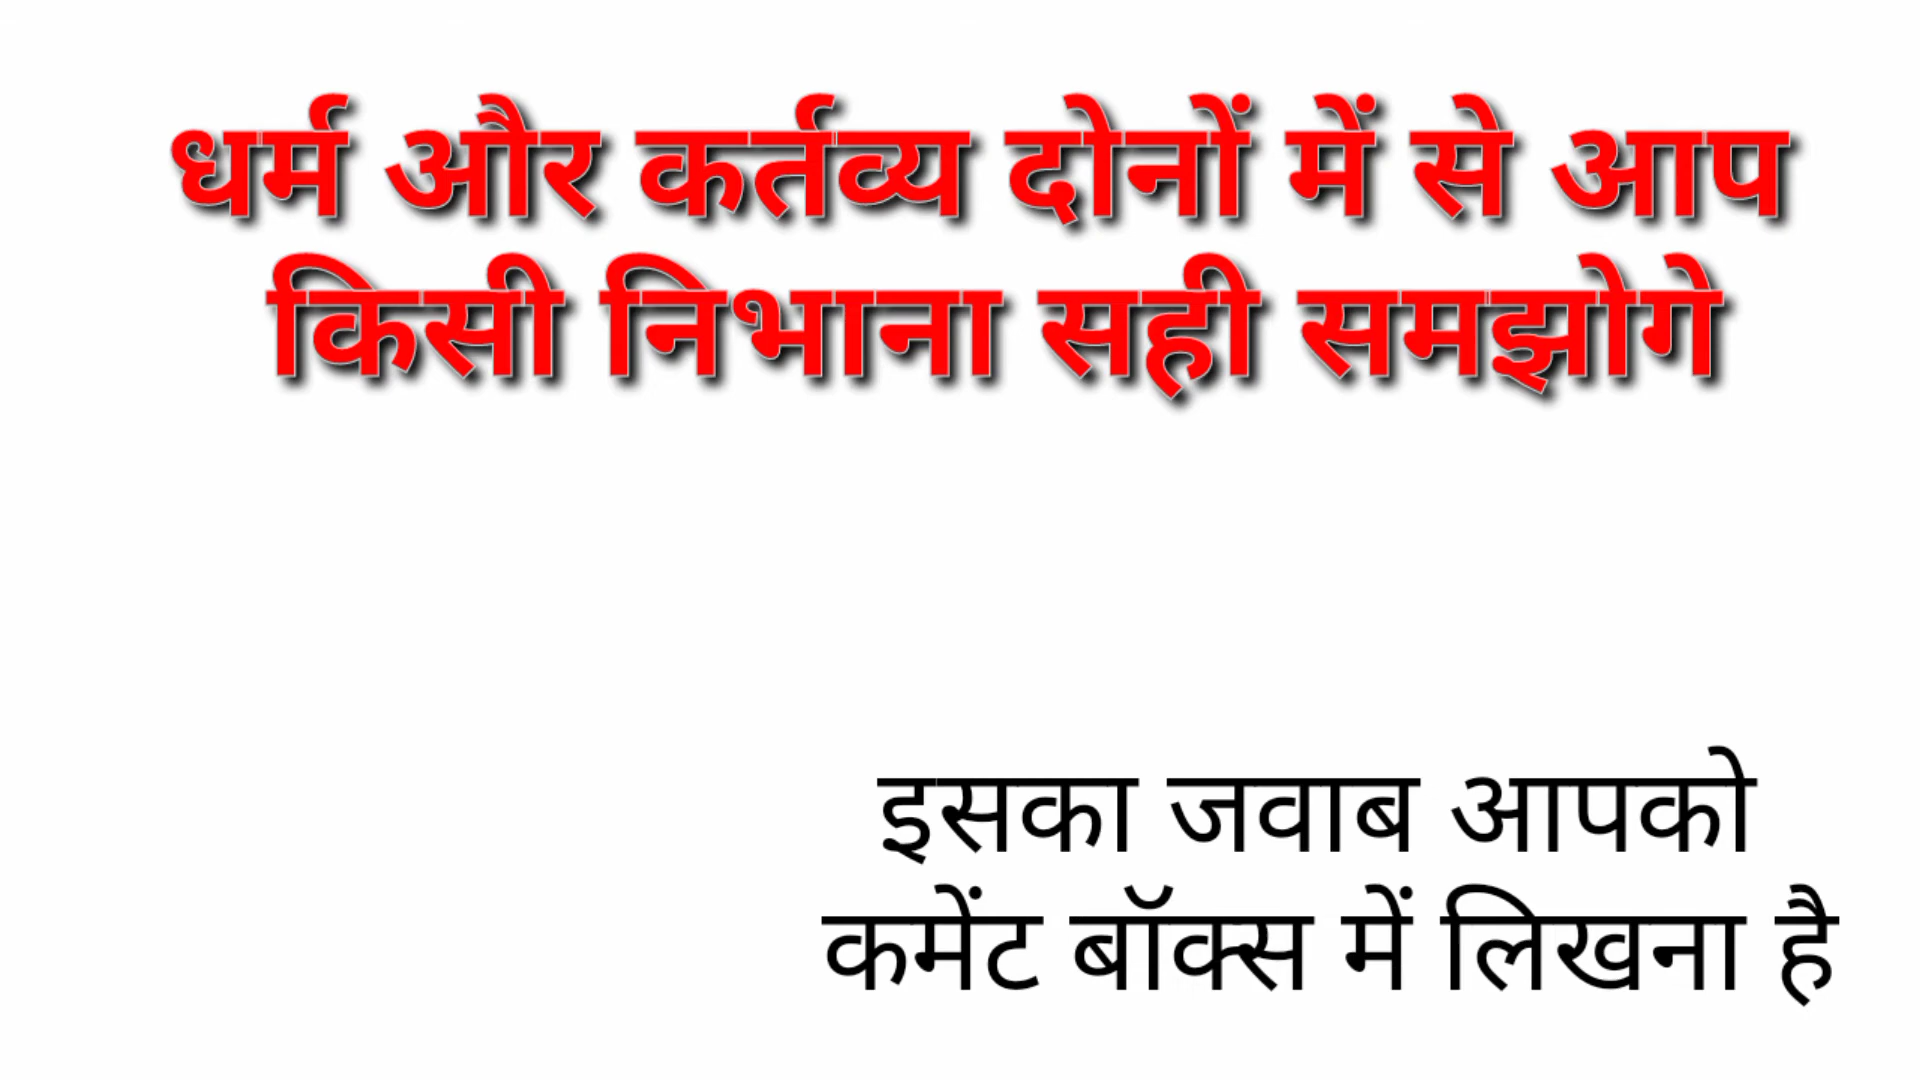 धर्म और कर्तव्य दोनों में से आप
किसी निभाना सही समझोगे
इसका जवाब आपको
कमेंट बॉक्स में लिखना है